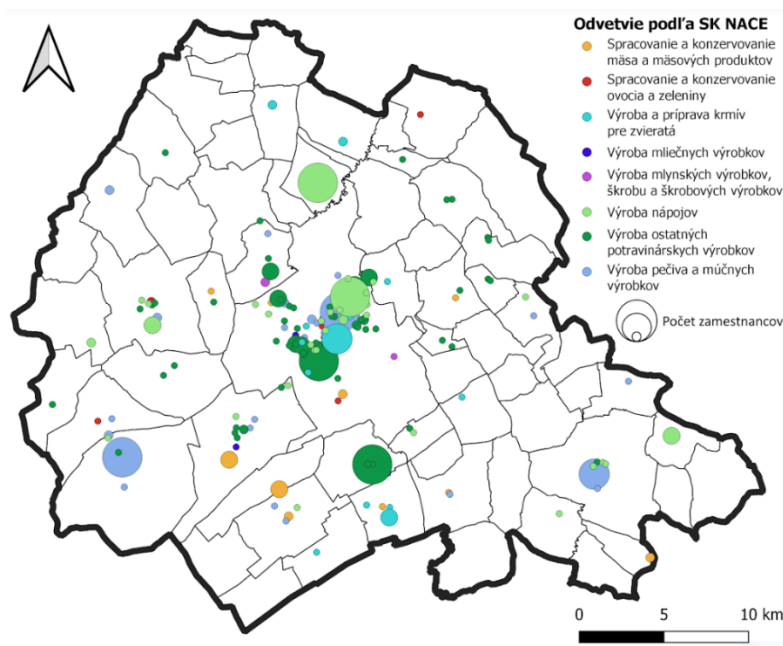 Odvetvie podľa SK NACE
Spracovanie a konzervovanie
mäsa a mäsových produktov
Spracovanie a konzervovanie
ovocia a zeleniny
Výroba a príprava krmív
pre zvieratá
Výroba mliečnych výrobkov
Výroba mlynských výrobkov,
škrobu a škrobových výrobkov
Výroba nápojov
Výroba ostatných
potravinárskych výrobkov
Výroba pečiva a múčnych
výrobkov
Počet zamestnancov
0 5 10 km